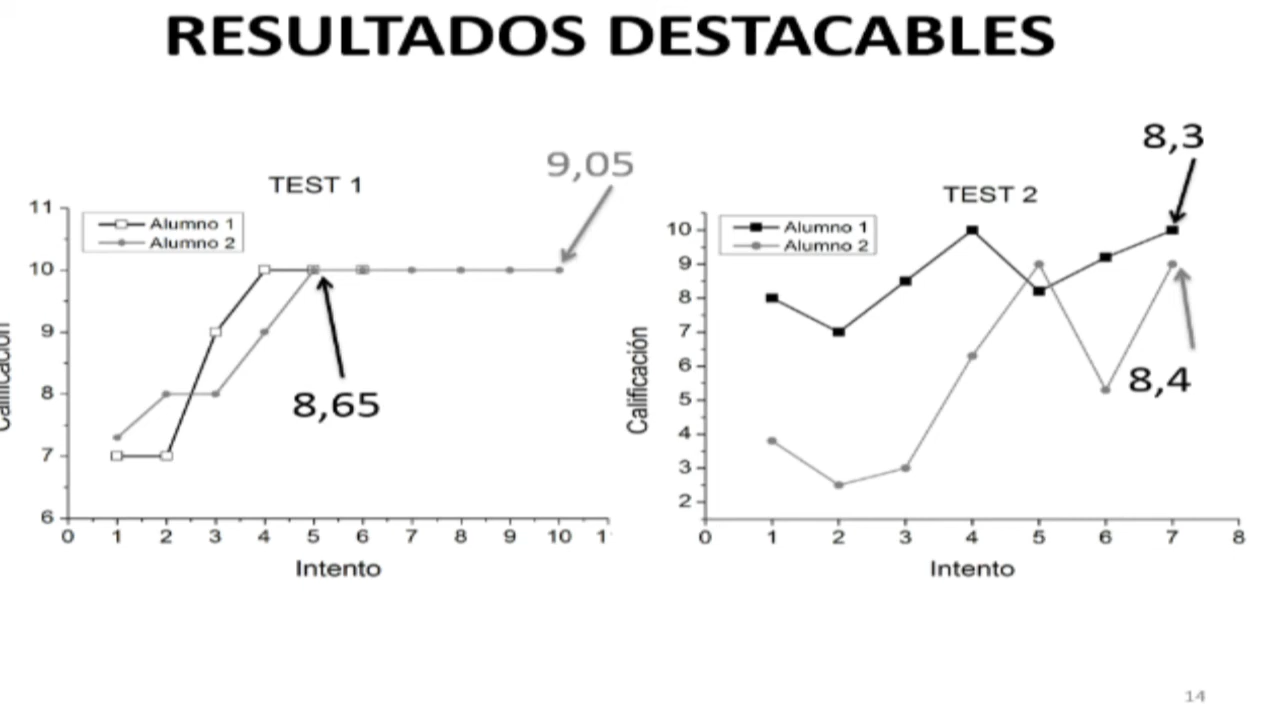 RESULTADOS DESTACABLES
9,05
TEST 1
Alumno 1
Alumno 2
11
10
9
8
7
6
8,65
0 1 2 3 4 5 6 7 8 9 10
Intento
8,3
TEST 2
Alumno 1
Alumno 2
Calificación
10
9
8
7
6
5
4
3
2
8,4
0 1 2 3 4 5 6 7 8
Intento
14